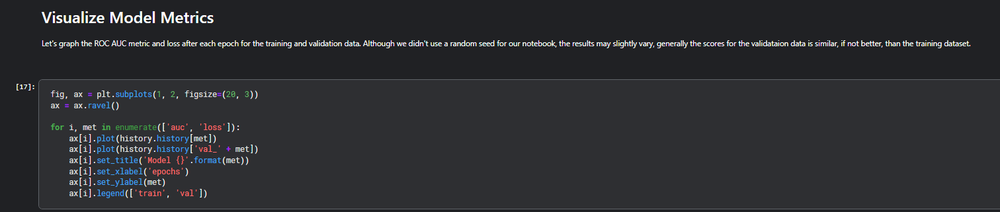 Visualize Model Metrics
Let's graph the ROC AUC metric and loss after each epoch for the training and validation data. Although we didn't use a random seed for our notebook, the results may slightly vary, generally the scores for the validataion data is similar, if not better, than the training dataset.
[17]:
fig, ax = plt.subplots(1, 2, figsize=(20, 3))
ax = ax.ravel()
for i, met in enumerate(['auc', 'loss']):
    ax[i].plot(history.history[met])
    ax[i].plot(history.history['val_' + met])
    ax[i].set_title('Model {}'.format(met))
    ax[i].set_xlabel('epochs')
    ax[i].set_ylabel(met)
    ax[i].legend(['train', 'val'])